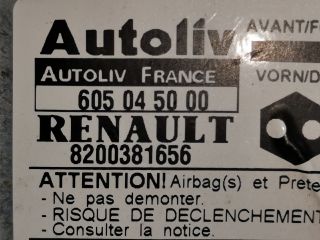 Autoliv
AVANT/F
AUTOLIV FRANCE
VORN/D
605 04 50 00
RENAULT
8200381656
ATTENTION! Airbag(s) et Prete
- Ne pas demonter.
- RISQUE DE DECLENCHEMENT
- Consulter la notice.